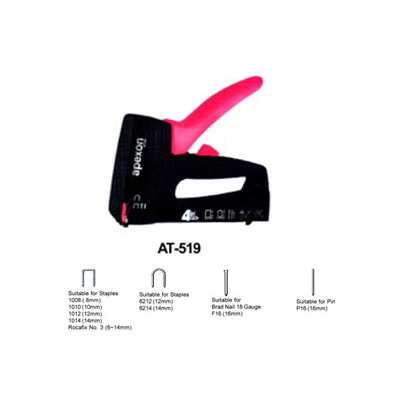 apexon
4
AT-519
Suitable for Staples
1008 ( 8mm)
1010 (10mm)
1012 (12mm)
1014 (14mm)
Rocafix No. 3 (6~14mm)
Suitable for Staples
6212 (12mm)
6214 (14mm)
Suitable for
Brad Nail 18 Gauge
F16 (16mm)
Suitable for Pin
P16 (16mm)